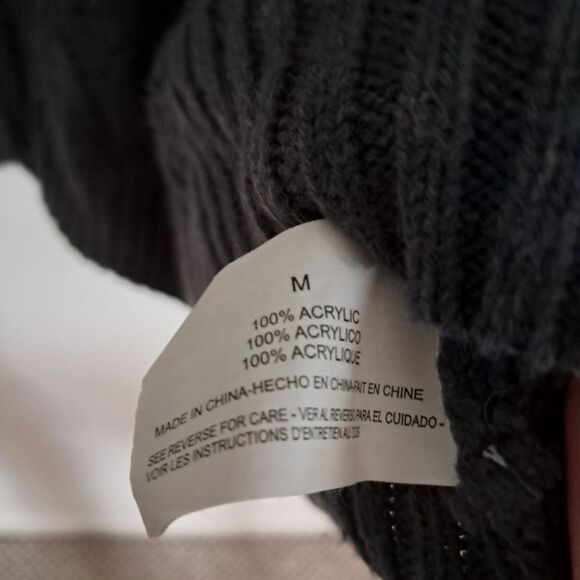 M
100% ACRYLIC
100% ACRYLICO
100% ACRYLIQUE
MADE IN CHINA-HECHO EN CHINA-FAIT EN CHINE
SEE REVERSE FOR CARE - VER AL REVERSO PARA EL CUIDADO -
VOIR LES INSTRUCTIONS D'ENTRETIEN AU DOS